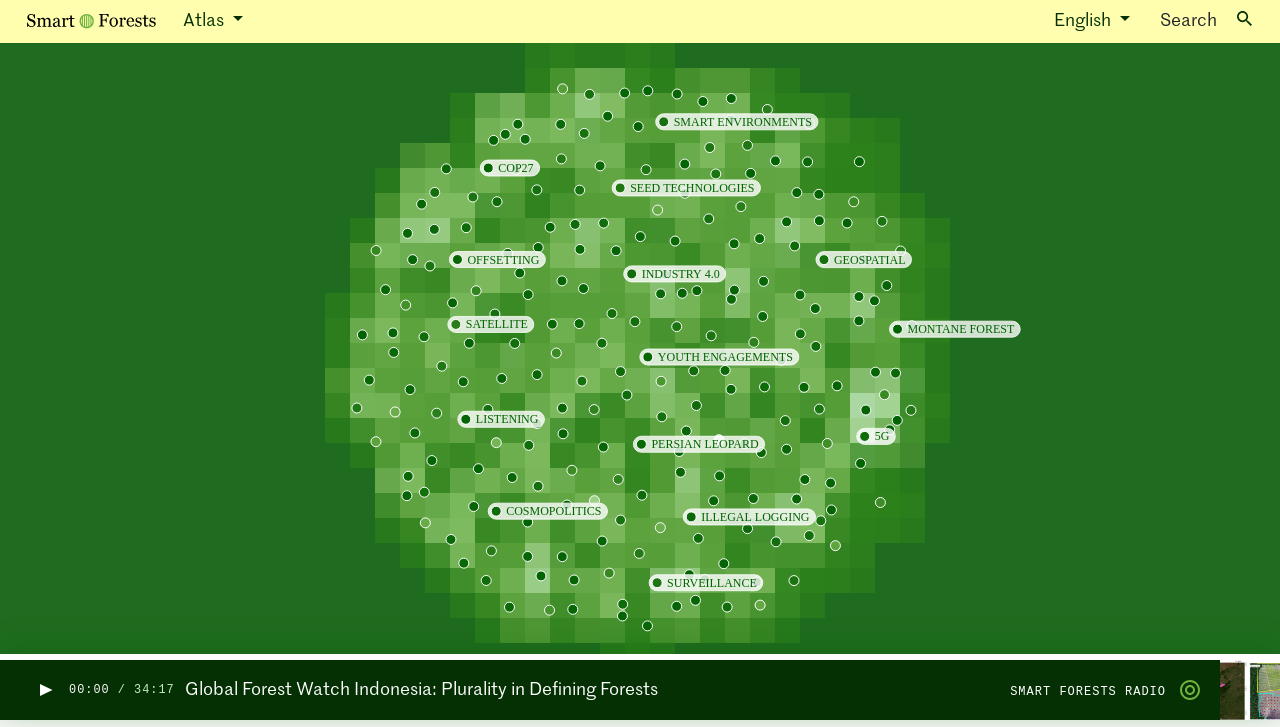 Smart Forests Atlas English Search
SMART ENVIRONMENTS
COP27
SEED TECHNOLOGIES
OFFSETTING
GEOSPATIAL
INDUSTRY 4.0
SATELLITE
MONTANE FOREST
YOUTH ENGAGEMENTS
LISTENING
5G
PERSIAN LEOPARD
COSMOPOLITICS
ILLEGAL LOGGING
SURVEILLANCE
00:00 / 34:17 Global Forest Watch Indonesia: Plurality in Defining Forests SMART FORESTS RADIO